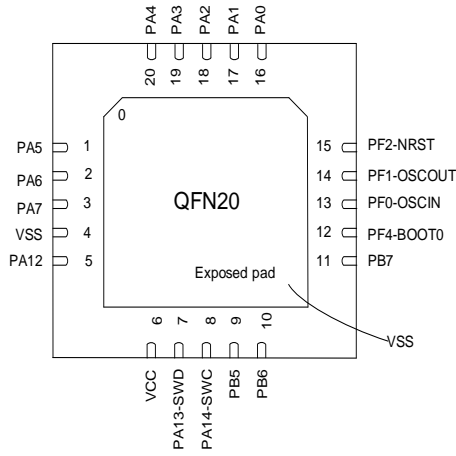 PA4
PA3
PA2
PA1
PA0
20
19
18
17
16
0
PA5
1
PA6
2
PA7
3
VSS
4
PA12
5
15
PF2-NRST
14
PF1-OSCOUT
13
PF0-OSCIN
12
PF4-BOOT0
11
PB7
QFN20
Exposed pad
VSS
6
7
8
9
10
VCC
PA13-SWD
PA14-SWC
PB5
PB6